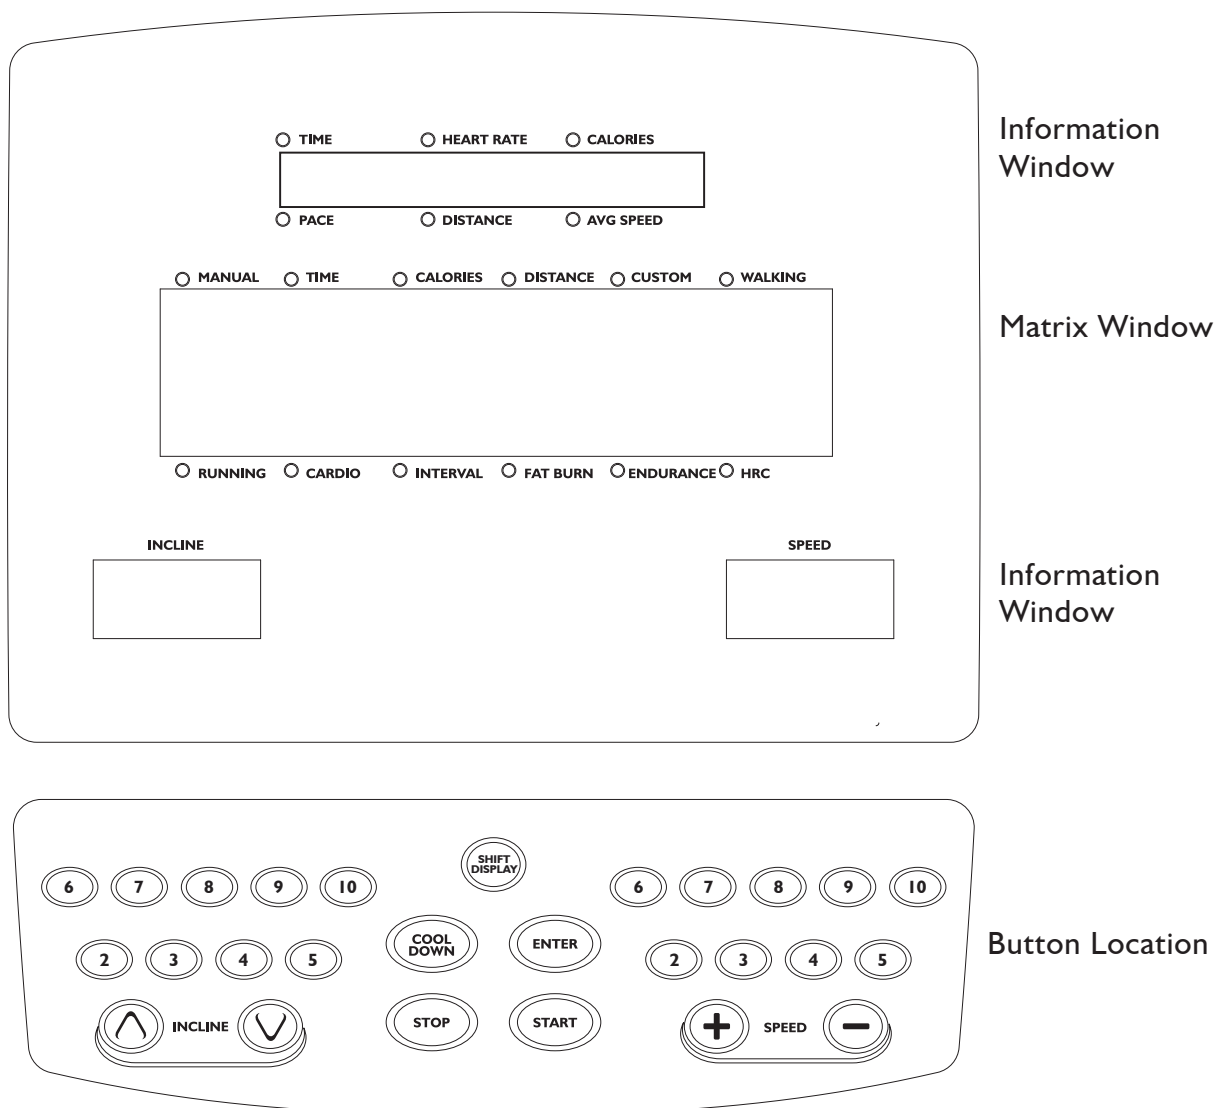 TIME HEART RATE CALORIES
Information
Window
PACE DISTANCE AVG SPEED
MANUAL TIME CALORIES DISTANCE CUSTOM WALKING
Matrix Window
RUNNING CARDIO INTERVAL FAT BURN ENDURANCE HRC
INCLINE SPEED
Information
Window
SHIFT
DISPLAY
6 7 8 9 10 6 7 8 9 10
COOL
DOWN
ENTER
Button Location
2 3 4 5 2 3 4 5
INCLINE STOP START + SPEED −